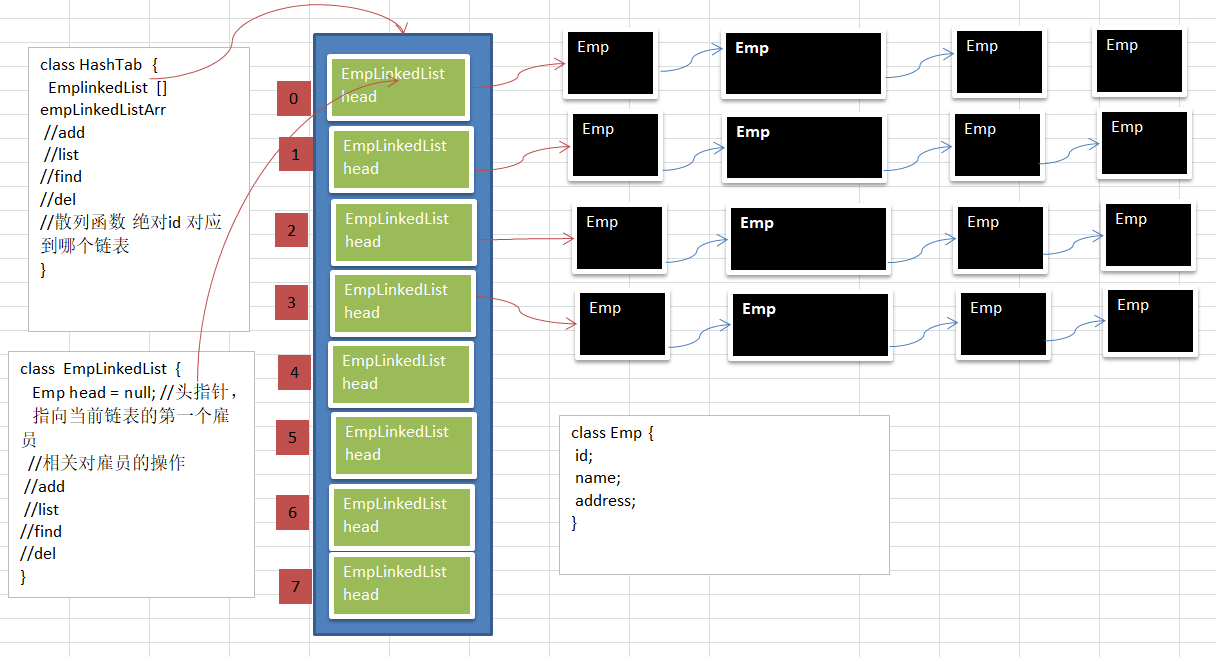 class HashTab {
EmplinkedList []
empLinkedListArr
//add
//list
//find
//del
//散列函数 绝对id 对应
到哪个链表
}
class EmpLinkedList {
Emp head = null; //头指针，
指向当前链表的第一个雇
员
//相关对雇员的操作
//add
//list
//find
//del
}
0
EmpLinkedList
head
Emp
Emp
Emp
Emp
1
EmpLinkedList
head
Emp
Emp
Emp
Emp
2
EmpLinkedList
head
Emp
Emp
Emp
Emp
3
EmpLinkedList
head
Emp
Emp
Emp
Emp
4
EmpLinkedList
head
5
EmpLinkedList
head
6
EmpLinkedList
head
7
EmpLinkedList
head
class Emp {
id;
name;
address;
}